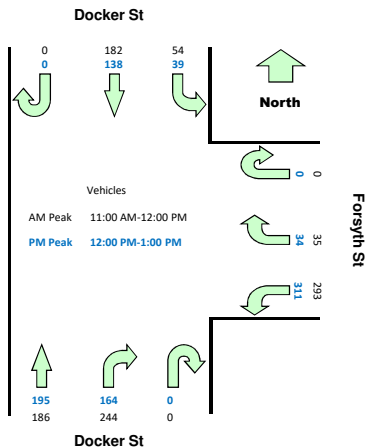 Docker St
0 182 54
0 138 39
North
0 0
Vehicles
AM Peak 11:00 AM-12:00 PM
PM Peak 12:00 PM-1:00 PM
34 35
311 293
Forsyth St
195 164 0
186 244 0
Docker St